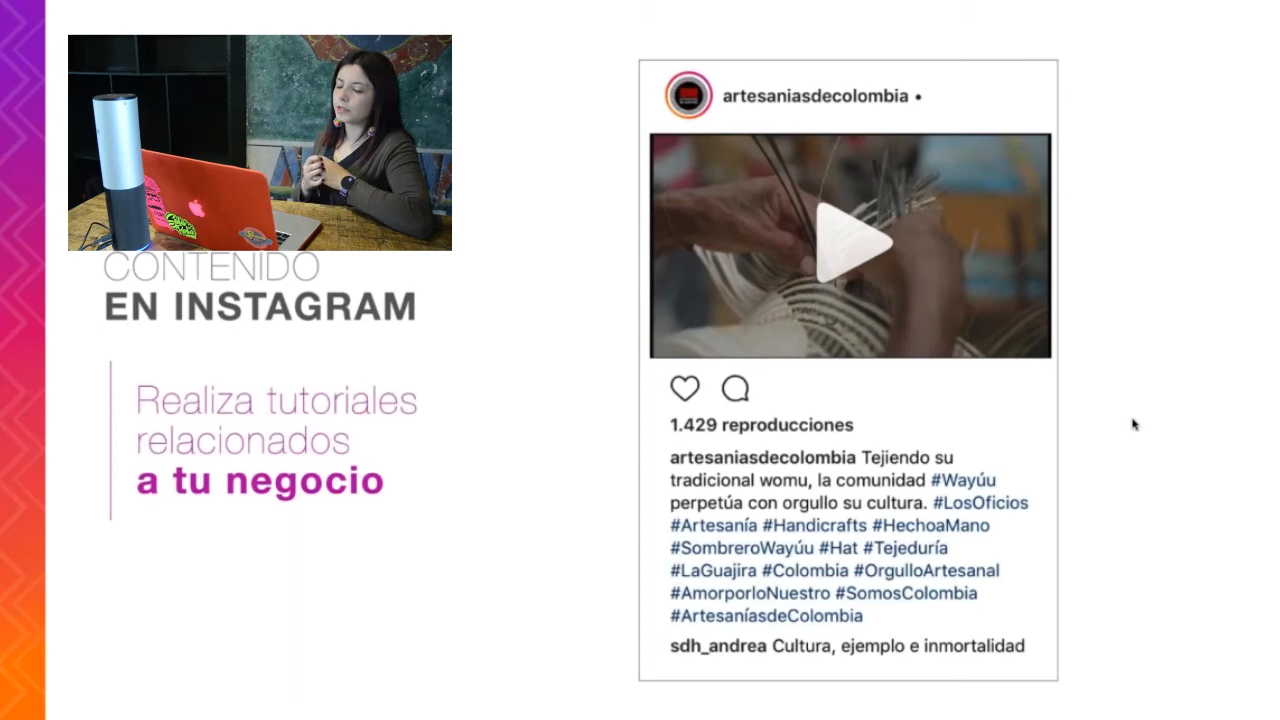 CONTENIDO
EN INSTAGRAM
Realiza tutoriales
relacionados
a tu negocio
artesaniasdecolombia •
1.429 reproducciones
artesaniasdecolombia Tejiendo su
tradicional womu, la comunidad #Wayúu
perpetúa con orgullo su cultura. #LosOficios
#Artesanía #Handicrafts #HechoaMano
#SombreroWayúu #Hat #Tejeduría
#LaGuajira #Colombia #OrgulloArtesanal
#AmorporloNuestro #SomosColombia
#ArtesaníasdeColombia
sdh_andrea Cultura, ejemplo e inmortalidad